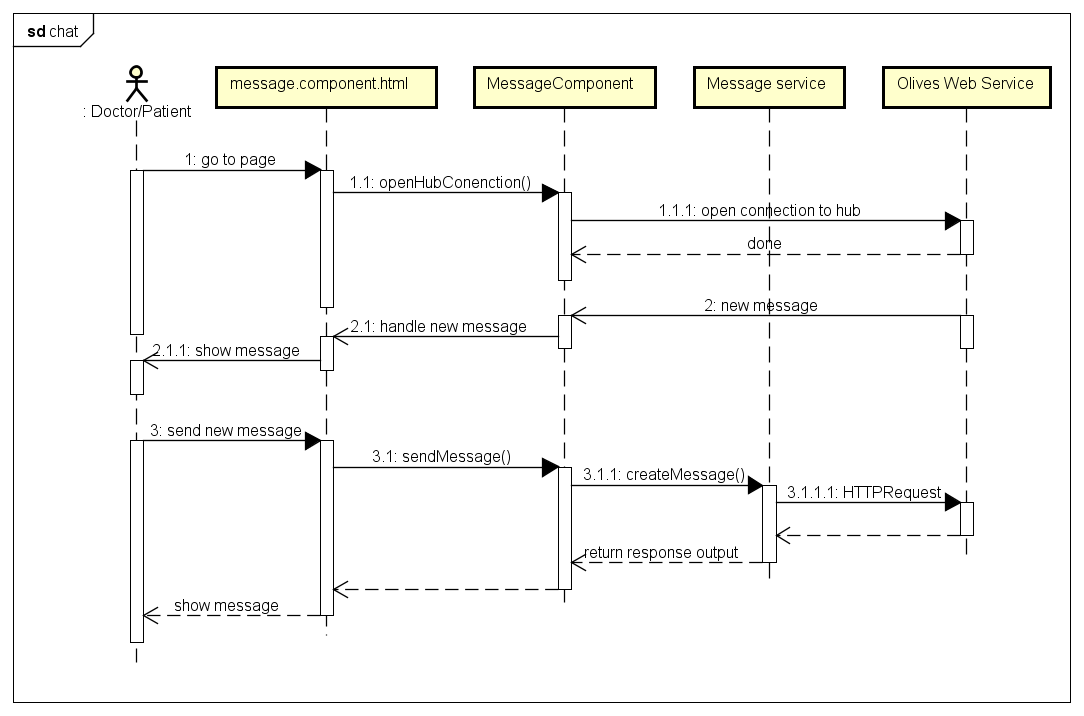 sd chat
: Doctor/Patient
message.component.html
MessageComponent
Message service
Olives Web Service
1: go to page
1.1: openHubConenction()
1.1.1: open connection to hub
done
2: new message
2.1: handle new message
2.1.1: show message
3: send new message
3.1: sendMessage()
3.1.1: createMessage()
3.1.1.1: HTTPRequest
return response output
show message